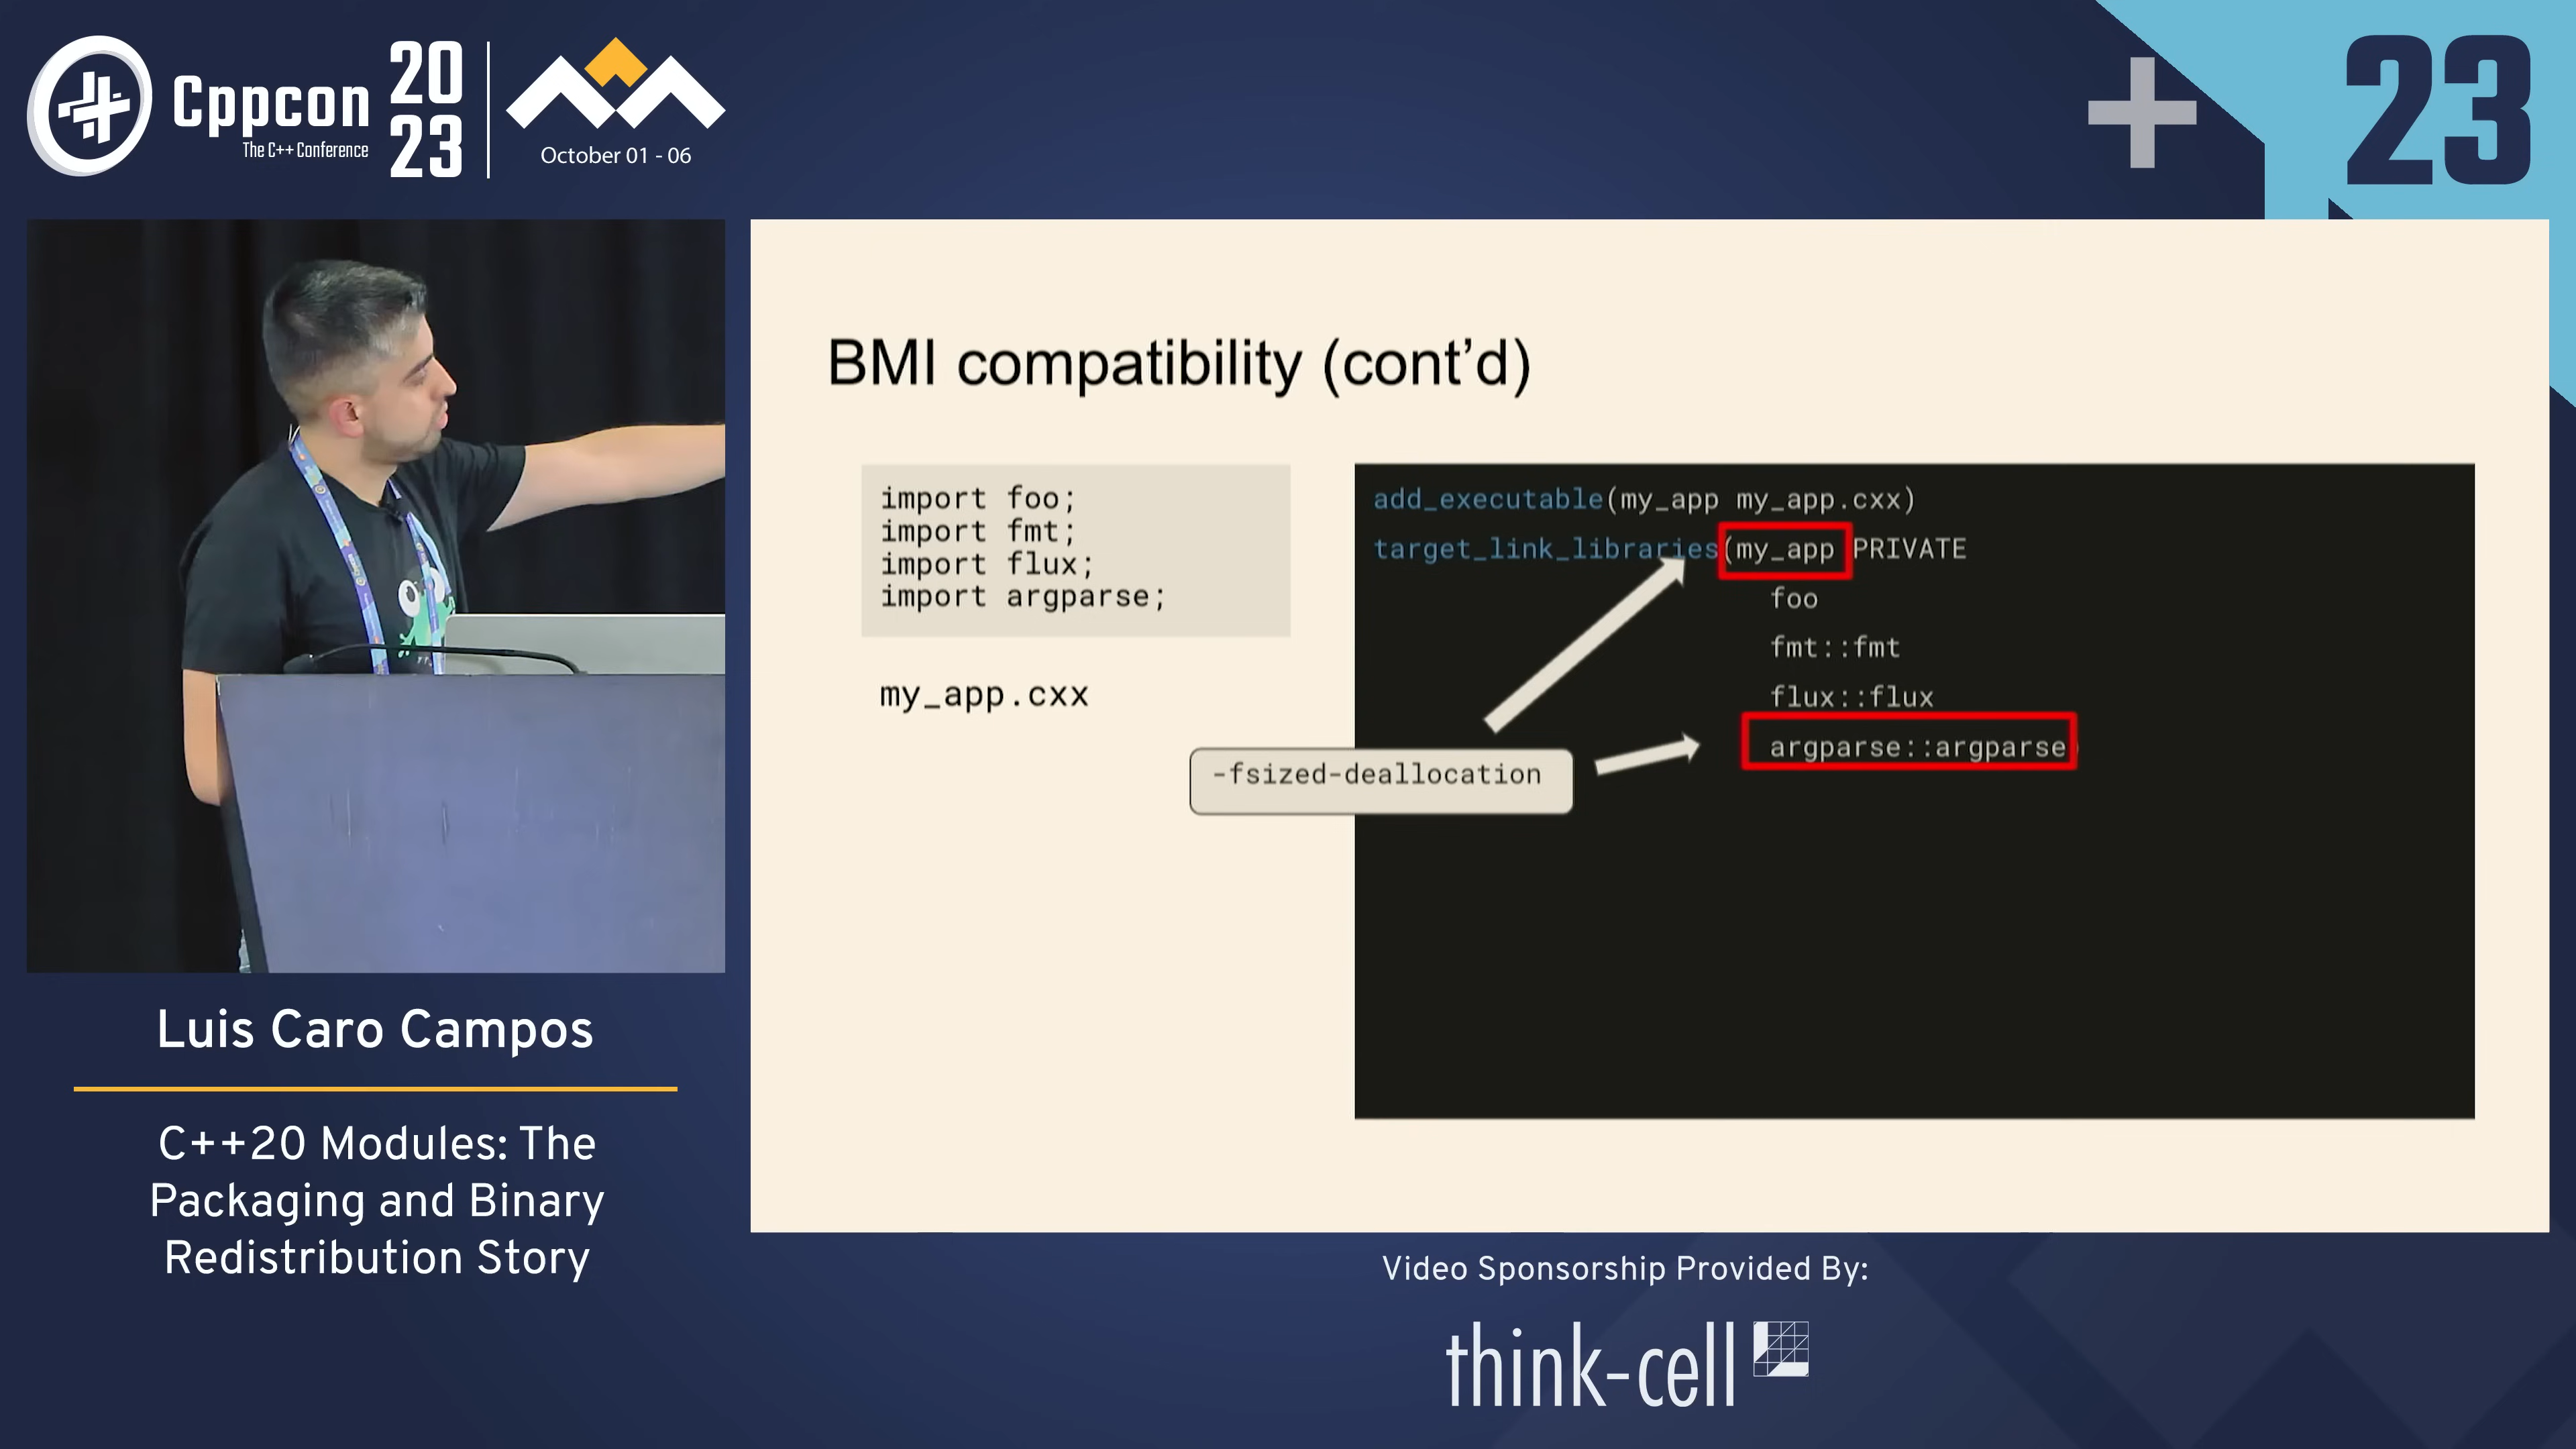 Cppcon
The C++ Conference
20
23
October 01 - 06
23
BMI compatibility (cont'd)
import foo;
import fmt;
import flux;
import argparse;
my_app.cxx
add_executable(my_app my_app.cxx)
target_link_libraries(my_app PRIVATE
foo
fmt::fmt
flux::flux
argparse::argparse)
-fsized-deallocation
Luis Caro Campos
C++20 Modules: The
Packaging and Binary
Redistribution Story
Video Sponsorship Provided By:
think-cell